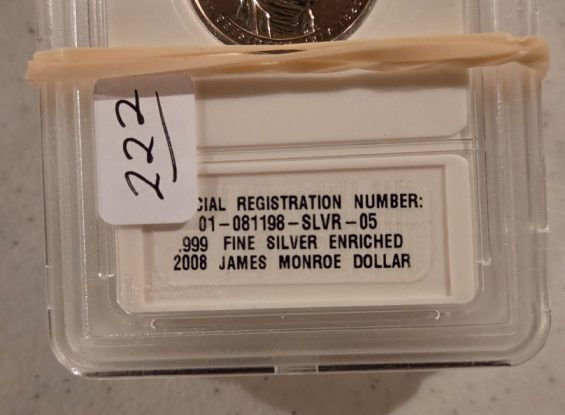 222
CIAL REGISTRATION NUMBER:
01-081198-SLVR-05
.999 FINE SILVER ENRICHED
2008 JAMES MONROE DOLLAR